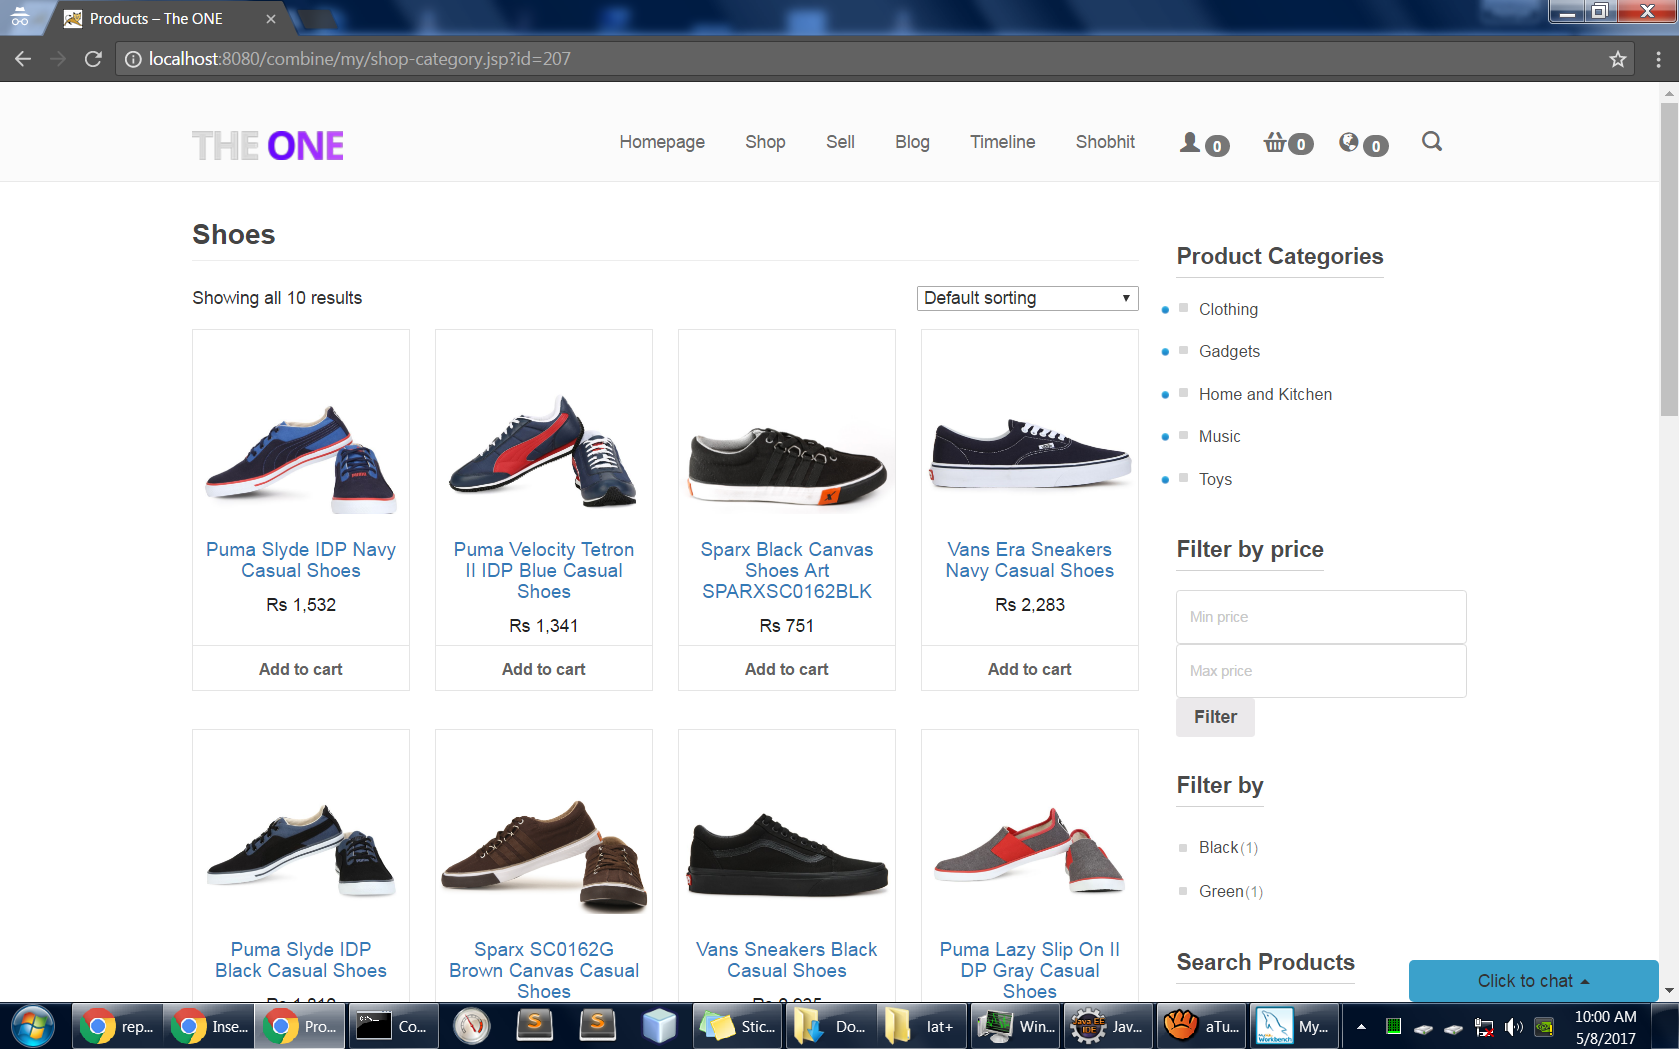 Products – The ONE
localhost:8080/combine/my/shop-category.jsp?id=207
THE ONE
Homepage
Shop
Sell
Blog
Timeline
Shobhit
0
0
0
Shoes
Showing all 10 results
Default sorting
Puma Slyde IDP Navy
Casual Shoes
Rs 1,532
Add to cart
Puma Velocity Tetron
II IDP Blue Casual
Shoes
Rs 1,341
Add to cart
Sparx Black Canvas
Shoes Art
SPARXSC0162BLK
Rs 751
Add to cart
Vans Era Sneakers
Navy Casual Shoes
Rs 2,283
Add to cart
Puma Slyde IDP
Black Casual Shoes
Sparx SC0162G
Brown Canvas Casual
Shoes
Vans Sneakers Black
Casual Shoes
Puma Lazy Slip On II
DP Gray Casual
Shoes
Product Categories
Clothing
Gadgets
Home and Kitchen
Music
Toys
Filter by price
Min price
Max price
Filter
Filter by
Black(1)
Green(1)
Search Products
Click to chat
rep...
Inse...
Pro...
Co...
Stic...
Do...
lat+
Win...
Jav...
aTu...
My...
10:00 AM
5/8/2017